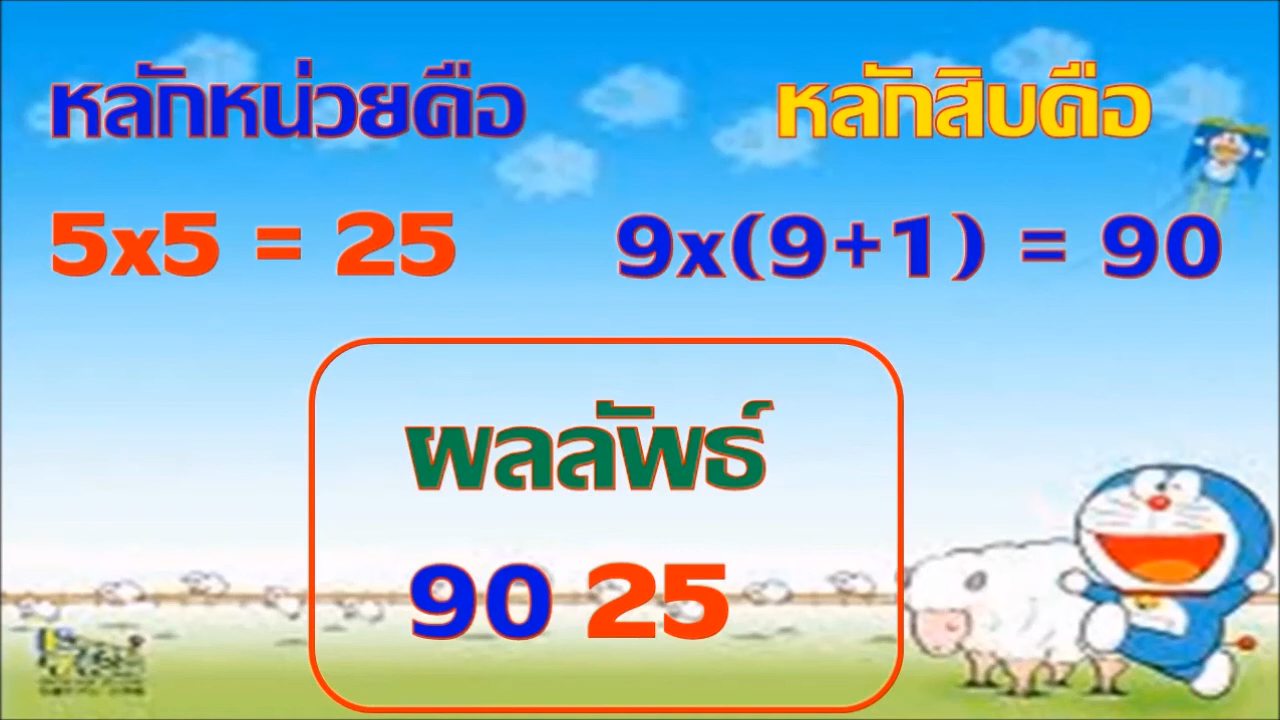 หลักหน่วยคือ
หลักสิบคือ
5x5 = 25
9x(9+1) = 90
ผลลัพธ์
90 25